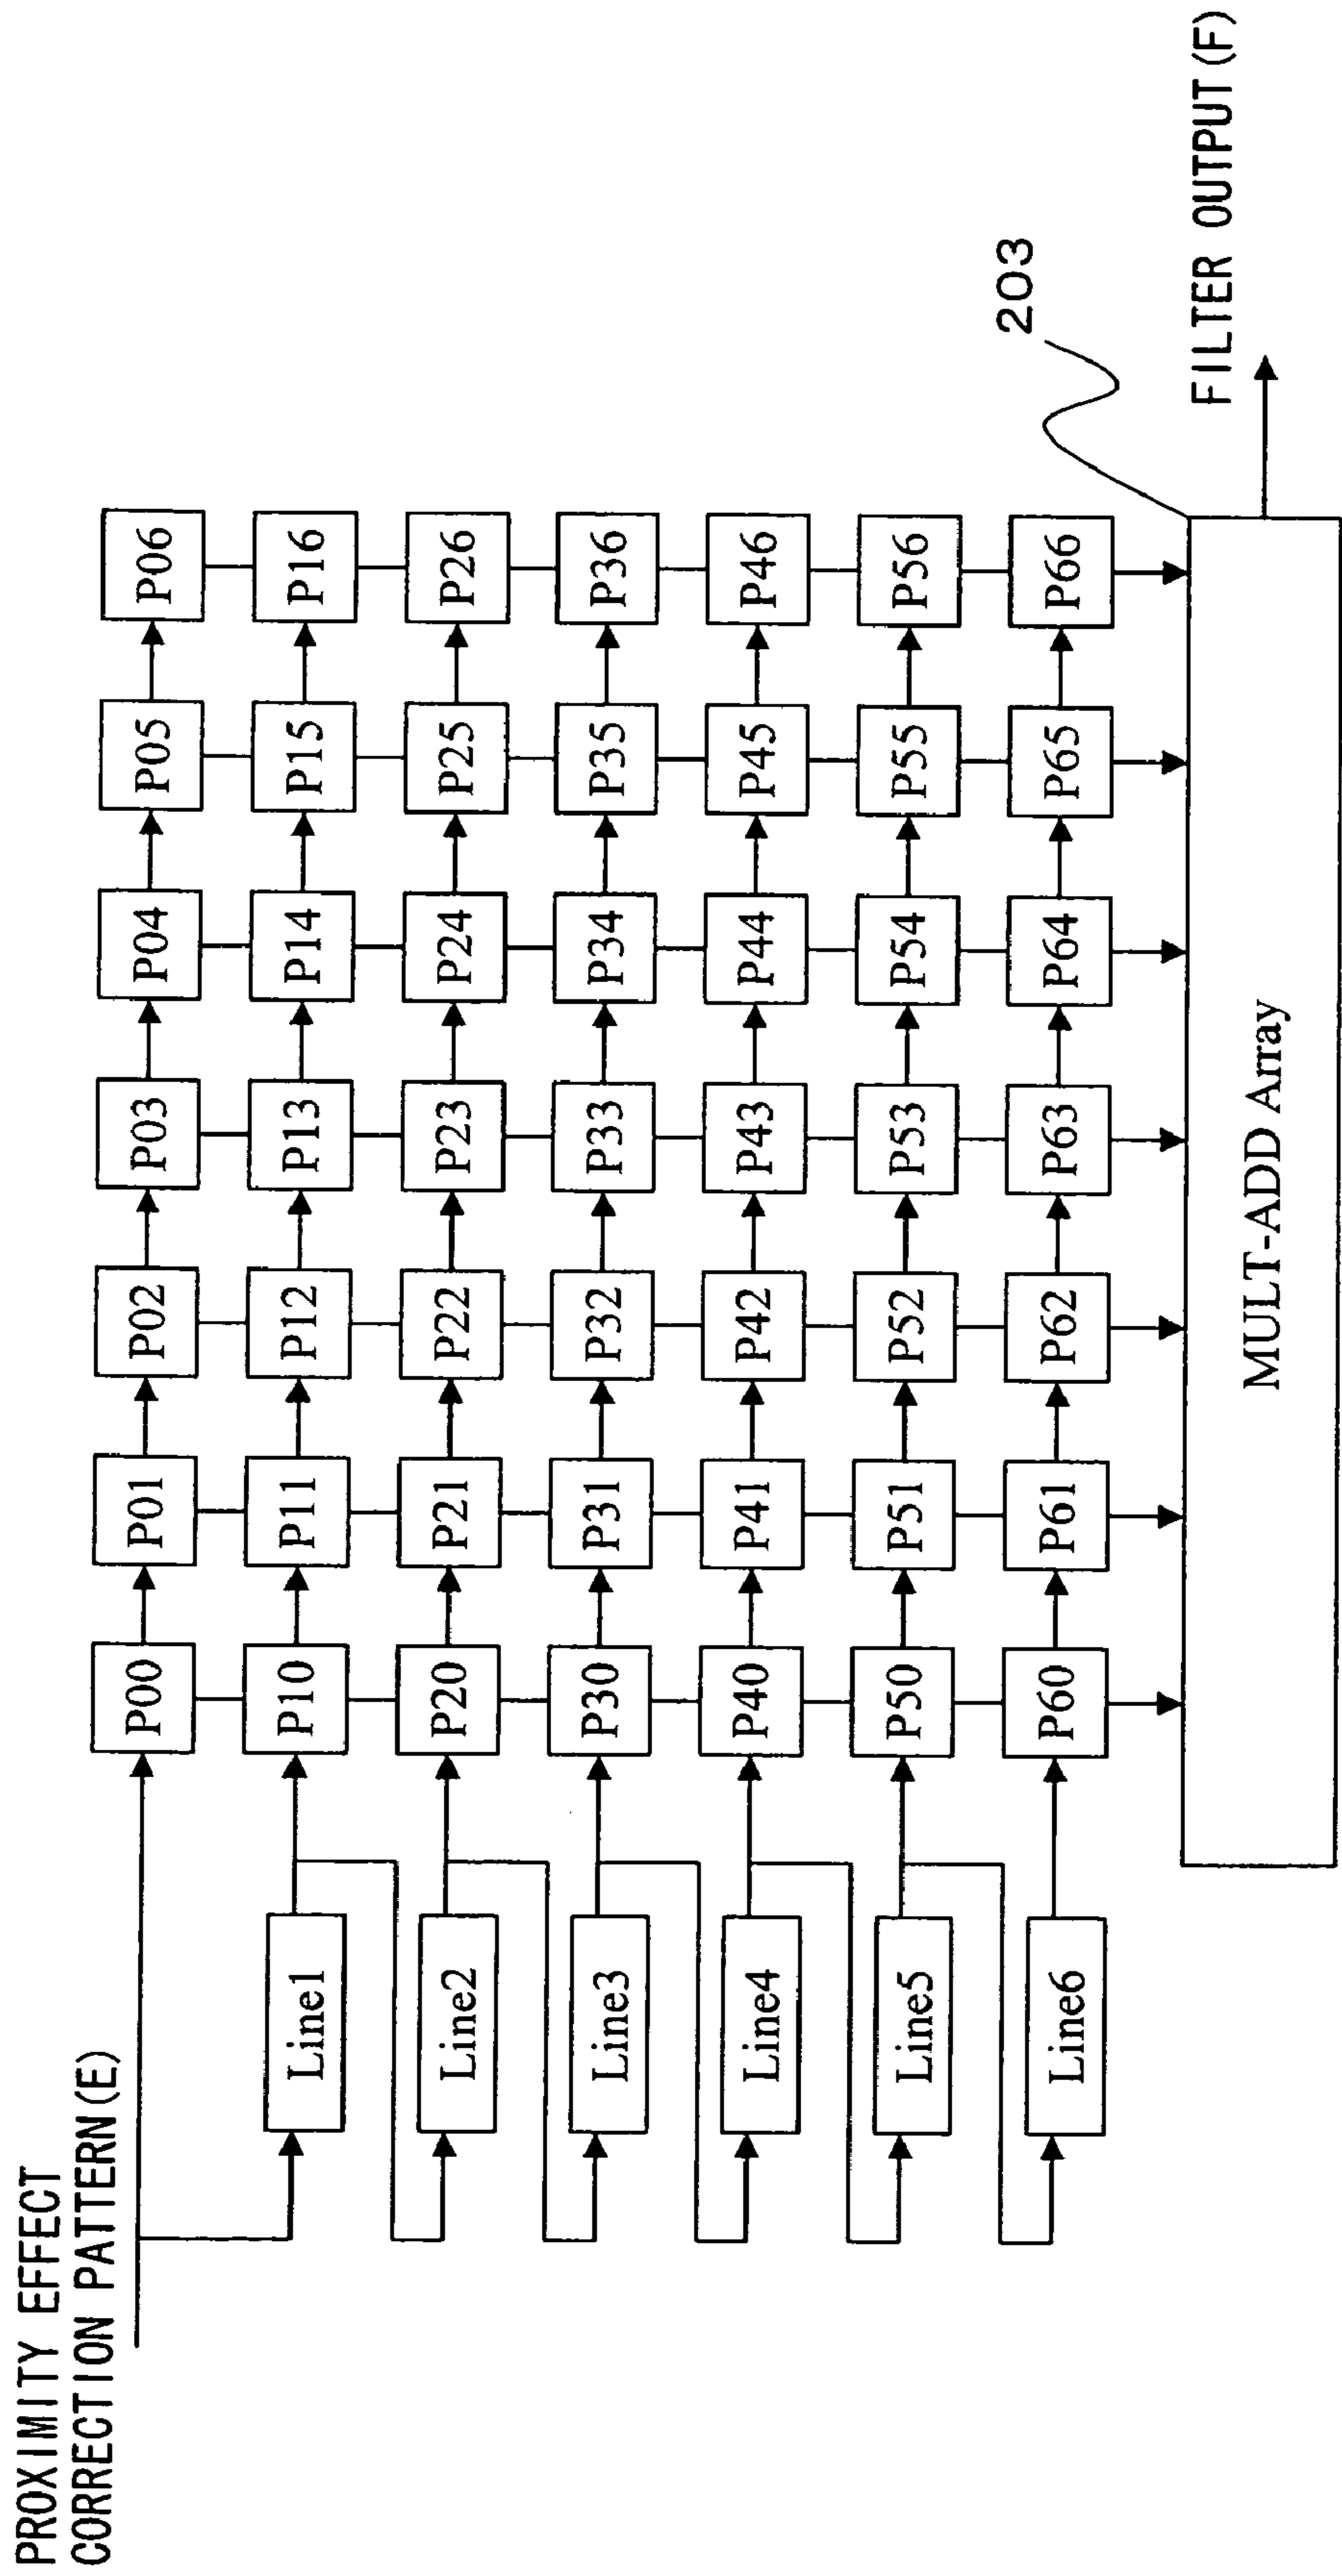 PROXIMITY EFFECT
CORRECTION PATTERN(E)
P00 P01 P02 P03 P04 P05 P06
Line1 P10 P11 P12 P13 P14 P15 P16
Line2 P20 P21 P22 P23 P24 P25 P26
Line3 P30 P31 P32 P33 P34 P35 P36
Line4 P40 P41 P42 P43 P44 P45 P46
Line5 P50 P51 P52 P53 P54 P55 P56
Line6 P60 P61 P62 P63 P64 P65 P66
203
MULT-ADD Array
FILTER OUTPUT(F)